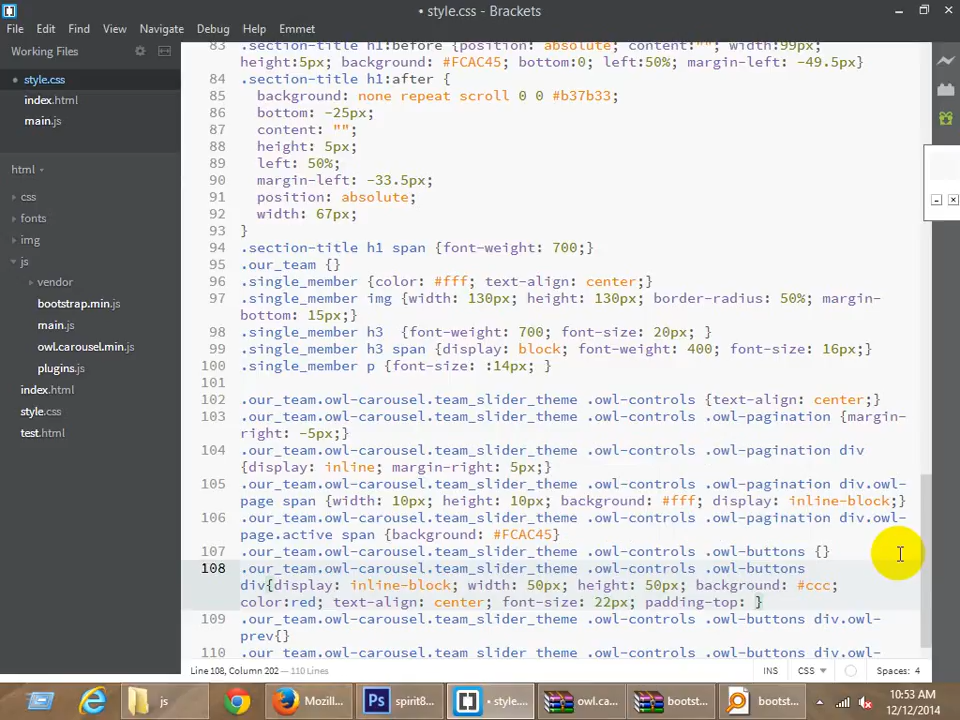 • style.css - Brackets
File Edit Find View Navigate Debug Help Emmet
Working Files
style.css
index.html
main.js
html
css
fonts
img
js
vendor
bootstrap.min.js
main.js
owl.carousel.min.js
plugins.js
index.html
style.css
test.html
83 .section-title h1:before {position: absolute; content:""; width:99px;
height:5px; background: #FCAC45; bottom:0; left:50%; margin-left: -49.5px}
84 .section-title h1:after {
85 background: none repeat scroll 0 0 #b37b33;
86 bottom: -25px;
87 content: "";
88 height: 5px;
89 left: 50%;
90 margin-left: -33.5px;
91 position: absolute;
92 width: 67px;
93 }
94 .section-title h1 span {font-weight: 700;}
95 .our_team {}
96 .single_member {color: #fff; text-align: center;}
97 .single_member img {width: 130px; height: 130px; border-radius: 50%; margin-
bottom: 15px;}
98 .single_member h3  {font-weight: 700; font-size: 20px; }
99 .single_member h3 span {display: block; font-weight: 400; font-size: 16px;}
100 .single_member p {font-size: :14px; }
101
102 .our_team.owl-carousel.team_slider_theme .owl-controls {text-align: center;}
103 .our_team.owl-carousel.team_slider_theme .owl-controls .owl-pagination {margin-
right: -5px;}
104 .our_team.owl-carousel.team_slider_theme .owl-controls .owl-pagination div
{display: inline; margin-right: 5px;}
105 .our_team.owl-carousel.team_slider_theme .owl-controls .owl-pagination div.owl-
page span {width: 10px; height: 10px; background: #fff; display: inline-block;}
106 .our_team.owl-carousel.team_slider_theme .owl-controls .owl-pagination div.owl-
page.active span {background: #FCAC45}
107 .our_team.owl-carousel.team_slider_theme .owl-controls .owl-buttons {}
108 .our_team.owl-carousel.team_slider_theme .owl-controls .owl-buttons
div{display: inline-block; width: 50px; height: 50px; background: #ccc;
color:red; text-align: center; font-size: 22px; padding-top: }
109 .our_team.owl-carousel.team_slider_theme .owl-controls .owl-buttons div.owl-
prev{}
110 .our_team.owl-carousel.team_slider_theme .owl-controls .owl-buttons div.owl-
Line 108, Column 202 — 110 Lines
INS CSS Spaces: 4
js
Mozill...
spirit8...
• style....
owl.ca...
bootst...
bootst...
10:53 AM
12/12/2014